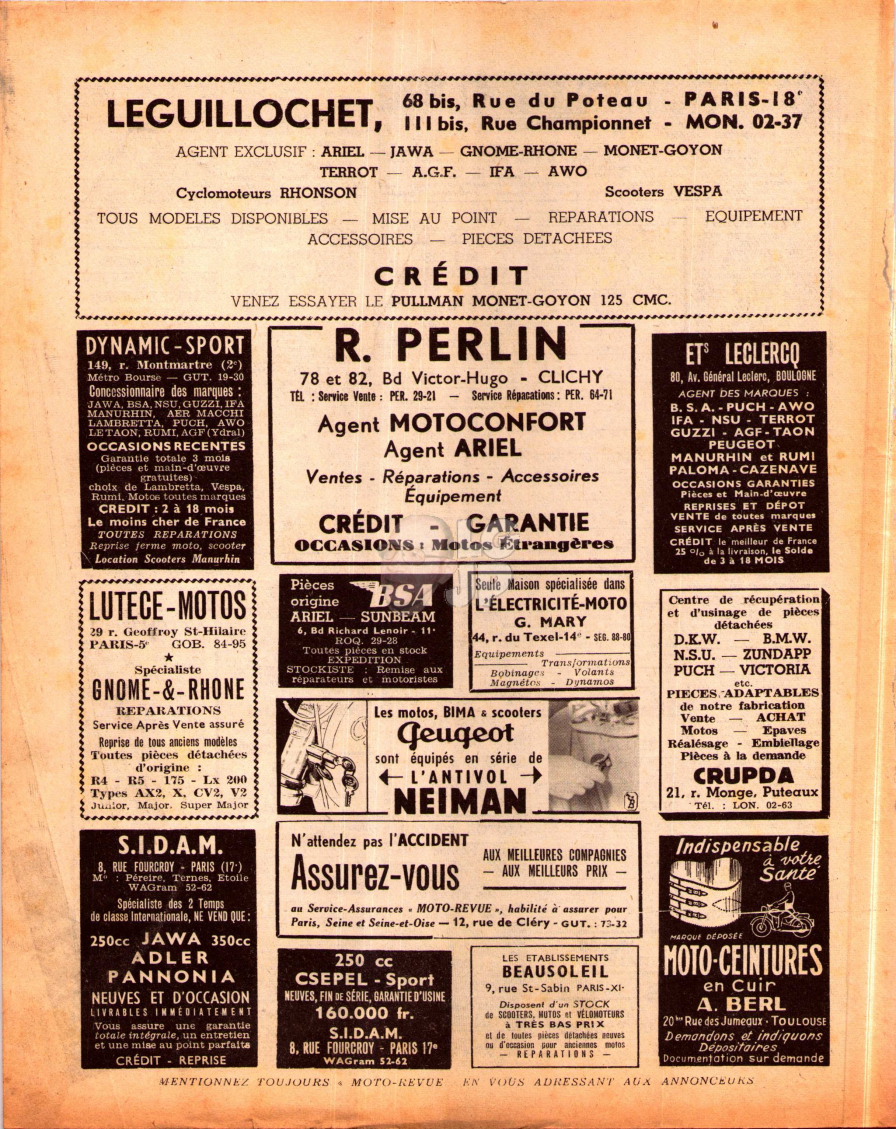 LEGUILLOCHET, 68 bis, Rue du Poteau - PARIS-18e
111 bis, Rue Championnet - MON. 02-37
AGENT EXCLUSIF : ARIEL — JAWA — GNOME-RHONE — MONET-GOYON
TERROT — A.G.F. — IFA — AWO
Cyclomoteurs RHONSON Scooters VESPA
TOUS MODELES DISPONIBLES — MISE AU POINT — REPARATIONS — EQUIPEMENT
ACCESSOIRES — PIECES DETACHEES
CRÉDIT
VENEZ ESSAYER LE PULLMAN MONET-GOYON 125 CMC.
DYNAMIC-SPORT
149, r. Montmartre (2e)
Métro Bourse — GUT. 19-30
Concessionnaire des marques :
JAWA, BSA, NSU, GUZZI, IFA
MANURHIN, AER MACCHI
LAMBRETTA, PUCH, AWO
LE TAON, RUMI, AGF (Ydral)
OCCASIONS RECENTES
Garantie totale 3 mois
(pièces et main-d'œuvre
gratuites)
choix de Lambretta, Vespa,
Rumi, Motos toutes marques
CREDIT : 2 à 18 mois
Le moins cher de France
TOUTES REPARATIONS
Reprise ferme moto, scooter
Location Scooters Manurhin
R. PERLIN
78 et 82, Bd Victor-Hugo - CLICHY
TÉL : Service Vente : PER. 29-21 — Service Réparations : PER. 64-71
Agent MOTOCONFORT
Agent ARIEL
Ventes - Réparations - Accessoires
Équipement
CRÉDIT - GARANTIE
OCCASIONS : Motos Étrangères
ETS LECLERCQ
80, Av. Général Leclerc, BOULOGNE
AGENT DES MARQUES :
B.S.A. - PUCH - AWO
IFA - NSU - TERROT
GUZZI - AGF - TAON
PEUGEOT
MANURHIN et RUMI
PALOMA - CAZENAVE
OCCASIONS GARANTIES
Pièces et Main-d'œuvre
REPRISES ET DÉPOT
VENTE de toutes marques
SERVICE APRÈS VENTE
CRÉDIT le meilleur de France
25 % à la livraison, le Solde
de 3 à 18 MOIS
LUTECE-MOTOS
29 r. Geoffroy St-Hilaire
PARIS-5e GOB. 84-95
★
Spécialiste
GNOME-&-RHONE
REPARATIONS
Service Après Vente assuré
Reprise de tous anciens modèles
Toutes pièces détachées
d'origine :
R4 - R5 - 175 - Lx 200
Types AX2, X, CV2, V2
Junior, Major. Super Major
Pièces
origine BSA
ARIEL — SUNBEAM
6, Bd Richard Lenoir - 11e
ROQ. 29-28
Toutes pièces en stock
EXPEDITION
STOCKISTE : Remise aux
réparateurs et motoristes
Seule Maison spécialisée dans
L'ÉLECTRICITÉ-MOTO
G. MARY
44, r. du Texel-14e - SEG. 88-80
Equipements
Transformations
Bobinages - Volants
Magnétos - Dynamos
Centre de récupération
et d'usinage de pièces
détachées
D.K.W. — B.M.W.
N.S.U. — ZUNDAPP
PUCH — VICTORIA
etc.
PIECES ADAPTABLES
de notre fabrication
Vente — ACHAT
Motos — Epaves
Réalésage - Embiellage
Pièces à la demande
CRUPDA
21, r. Monge, Puteaux
Tél. : LON. 02-63
Les motos, BIMA & scooters
Peugeot
sont équipés en série de
← L'ANTIVOL →
NEIMAN
S.I.D.A.M.
8, RUE FOURCROY - PARIS (17e)
Mo : Péreire, Ternes, Etoile
WAGram 52-62
Spécialiste des 2 Temps
de classe Internationale, NE VEND QUE :
250cc JAWA 350cc
ADLER
PANNONIA
NEUVES ET D'OCCASION
LIVRABLES IMMÉDIATEMENT
Vous assure une garantie
totale intégrale, un entretien
et une mise au point parfaits
CRÉDIT - REPRISE
N'attendez pas l'ACCIDENT
Assurez-vous AUX MEILLEURES COMPAGNIES
— AUX MEILLEURS PRIX —
au Service-Assurances « MOTO-REVUE », habilité à assurer pour
Paris, Seine et Seine-et-Oise — 12, rue de Cléry - GUT. : 73-32
250 cc
CSEPEL - Sport
NEUVES, FIN DE SÉRIE, GARANTIE D'USINE
160.000 fr.
S.I.D.A.M.
8, RUE FOURCROY - PARIS 17e
WAGram 52-62
LES ETABLISSEMENTS
BEAUSOLEIL
9, rue St-Sabin PARIS-XIe
Disposent d'un STOCK
de SCOOTERS, MOTOS et VÉLOMOTEURS
à TRÈS BAS PRIX
et de toutes pièces détachées neuves
ou d'occasion pour anciennes motos
— REPARATIONS —
Indispensable
à votre
Santé
MARQUE DÉPOSÉE
MOTO-CEINTURES
en Cuir
A. BERL
20 bis Rue des Jumeaux - TOULOUSE
Demandons et indiquons
Dépositaires
Documentation sur demande
MENTIONNEZ TOUJOURS « MOTO-REVUE EN VOUS ADRESSANT AUX ANNONCEURS